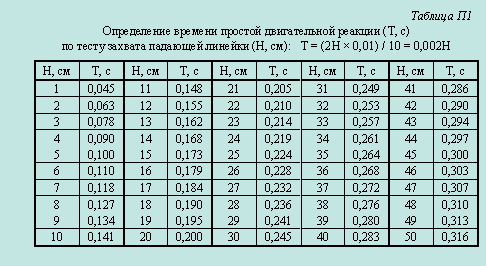 Таблица П1
Определение времени простой двигательной реакции (Т, с)
по тесту захвата падающей линейки (Н, см): Т = (2Н × 0,01) / 10 = 0,002Н
Н, см Т, с Н, см Т, с Н, см Т, с Н, см Т, с Н, см Т, с
1 0,045 11 0,148 21 0,205 31 0,249 41 0,286
2 0,063 12 0,155 22 0,210 32 0,253 42 0,290
3 0,078 13 0,162 23 0,214 33 0,257 43 0,294
4 0,090 14 0,168 24 0,219 34 0,261 44 0,297
5 0,100 15 0,173 25 0,224 35 0,264 45 0,300
6 0,110 16 0,179 26 0,228 36 0,268 46 0,303
7 0,118 17 0,184 27 0,232 37 0,272 47 0,307
8 0,127 18 0,190 28 0,236 38 0,276 48 0,310
9 0,134 19 0,195 29 0,241 39 0,280 49 0,313
10 0,141 20 0,200 30 0,245 40 0,283 50 0,316